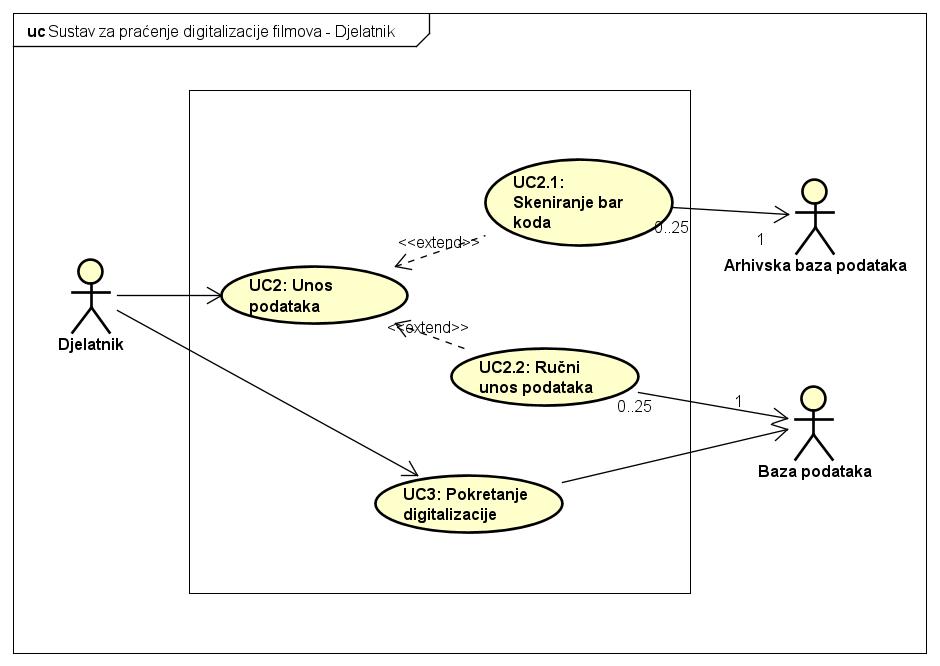 uc Sustav za praćenje digitalizacije filmova - Djelatnik
UC2.1:
Skeniranje bar
koda
0..25
1
Arhivska baza podataka
<<extend>>
UC2: Unos
podataka
Djelatnik
<<extend>>
UC2.2: Ručni
unos podataka
0..25
1
Baza podataka
UC3: Pokretanje
digitalizacije